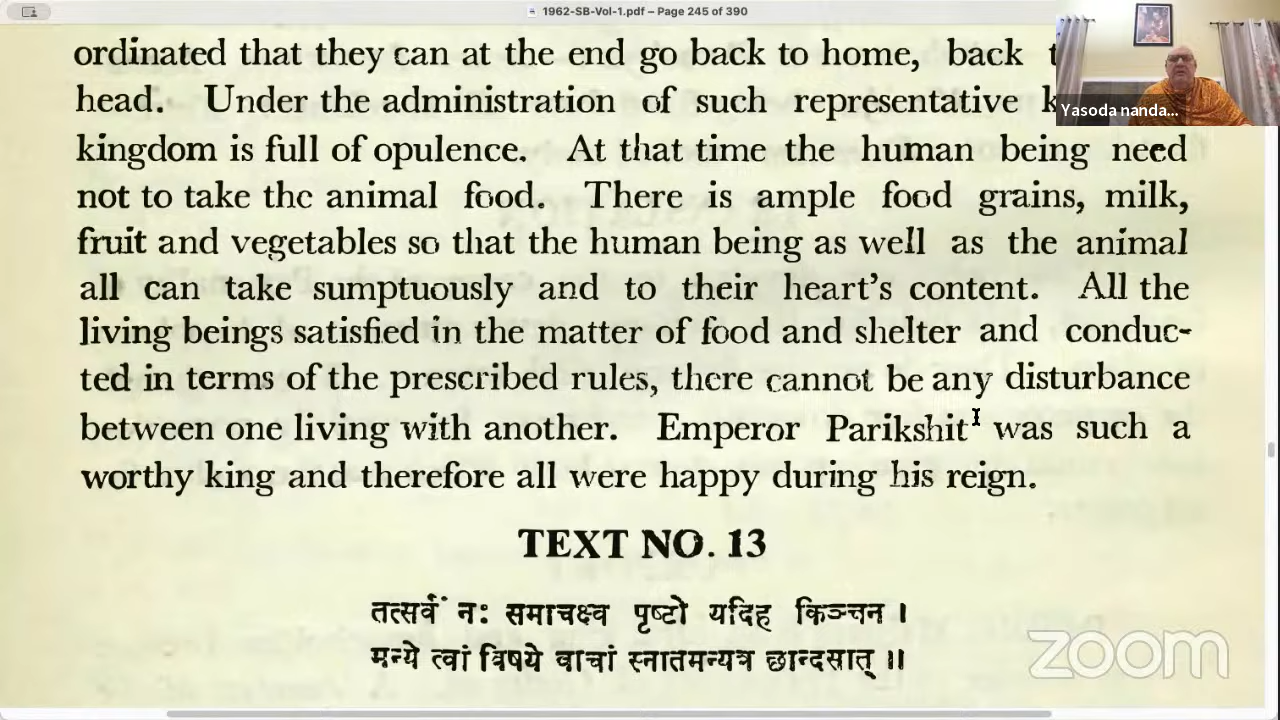 1962-SB-Vol-1.pdf – Page 245 of 390
ordinated that they can at the end go back to home, back
head. Under the administration of such representative
kingdom is full of opulence. At that time the human being need
not to take the animal food. There is ample food grains, milk,
fruit and vegetables so that the human being as well as the animal
all can take sumptuously and to their heart's content. All the
living beings satisfied in the matter of food and shelter and conduc-
ted in terms of the prescribed rules, there cannot be any disturbance
between one living with another. Emperor Parikshit was such a
worthy king and therefore all were happy during his reign.
TEXT NO. 13
तत्सर्वं नः समाचक्ष्व पृष्टो यदिह किञ्चन ।
मन्ये त्वां विषये वाचां स्नातमन्यत्र छान्दसात् ॥
Yasoda nanda...
zoom